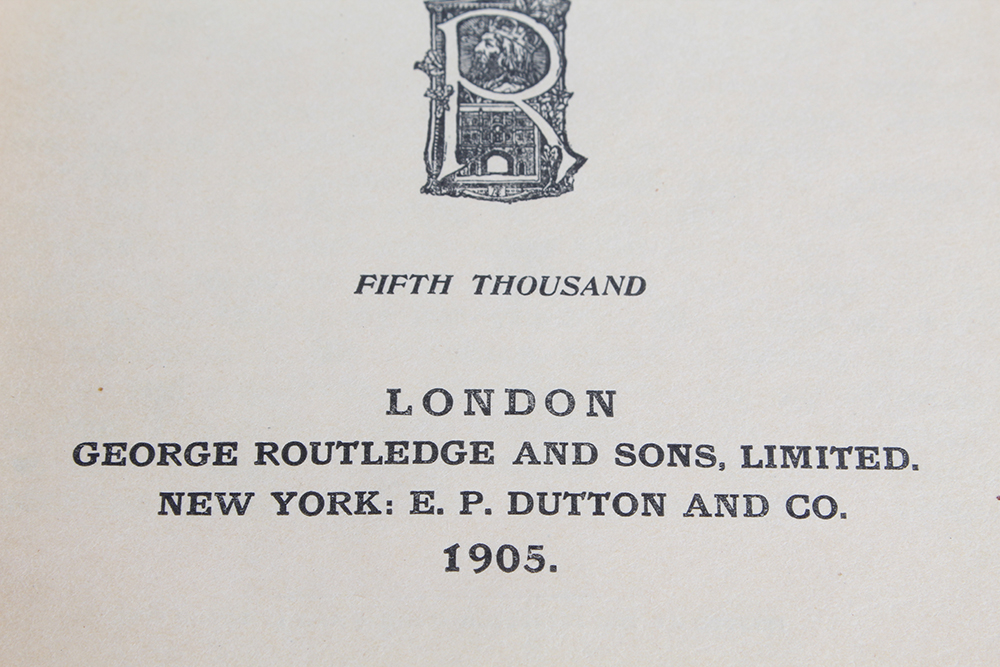 R
FIFTH THOUSAND
LONDON
GEORGE ROUTLEDGE AND SONS, LIMITED.
NEW YORK: E. P. DUTTON AND CO.
1905.